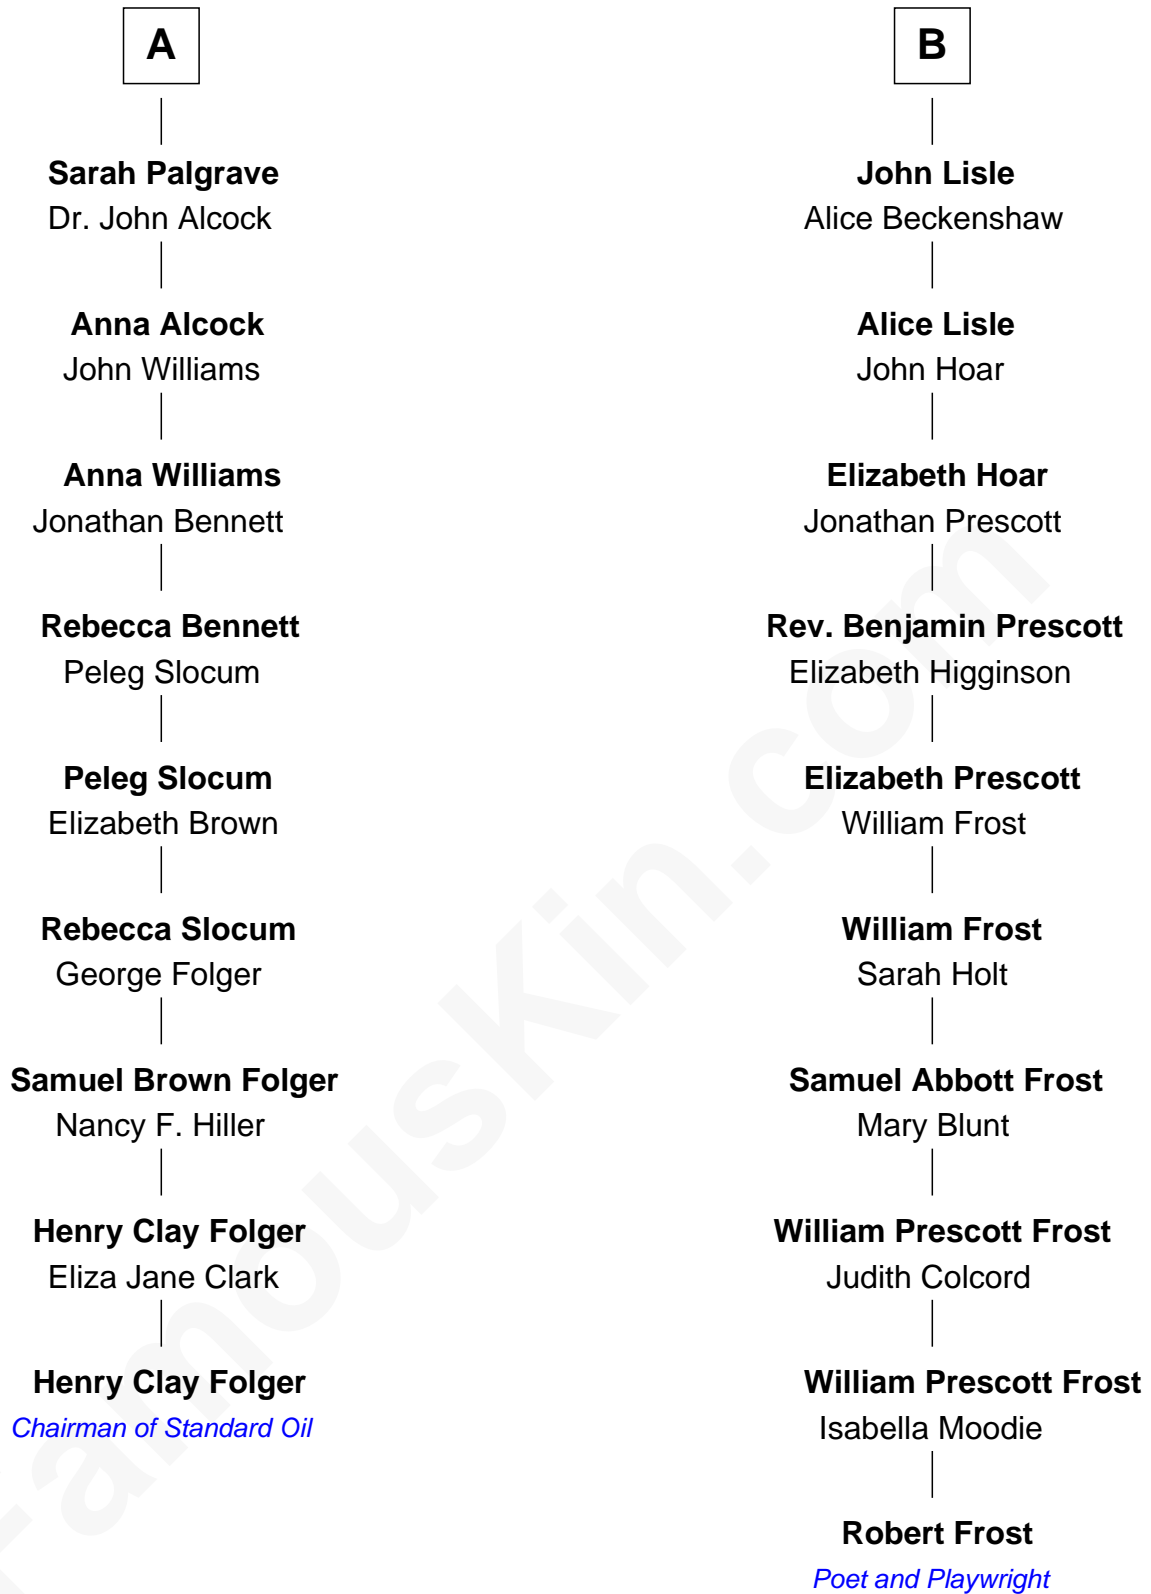 A
Sarah Palgrave
Dr. John Alcock
Anna Alcock
John Williams
Anna Williams
Jonathan Bennett
Rebecca Bennett
Peleg Slocum
Peleg Slocum
Elizabeth Brown
Rebecca Slocum
George Folger
Samuel Brown Folger
Nancy F. Hiller
Henry Clay Folger
Eliza Jane Clark
Henry Clay Folger
Chairman of Standard Oil
B
John Lisle
Alice Beckenshaw
Alice Lisle
John Hoar
Elizabeth Hoar
Jonathan Prescott
Rev. Benjamin Prescott
Elizabeth Higginson
Elizabeth Prescott
William Frost
William Frost
Sarah Holt
Samuel Abbott Frost
Mary Blunt
William Prescott Frost
Judith Colcord
William Prescott Frost
Isabella Moodie
Robert Frost
Poet and Playwright
FamousKin.com